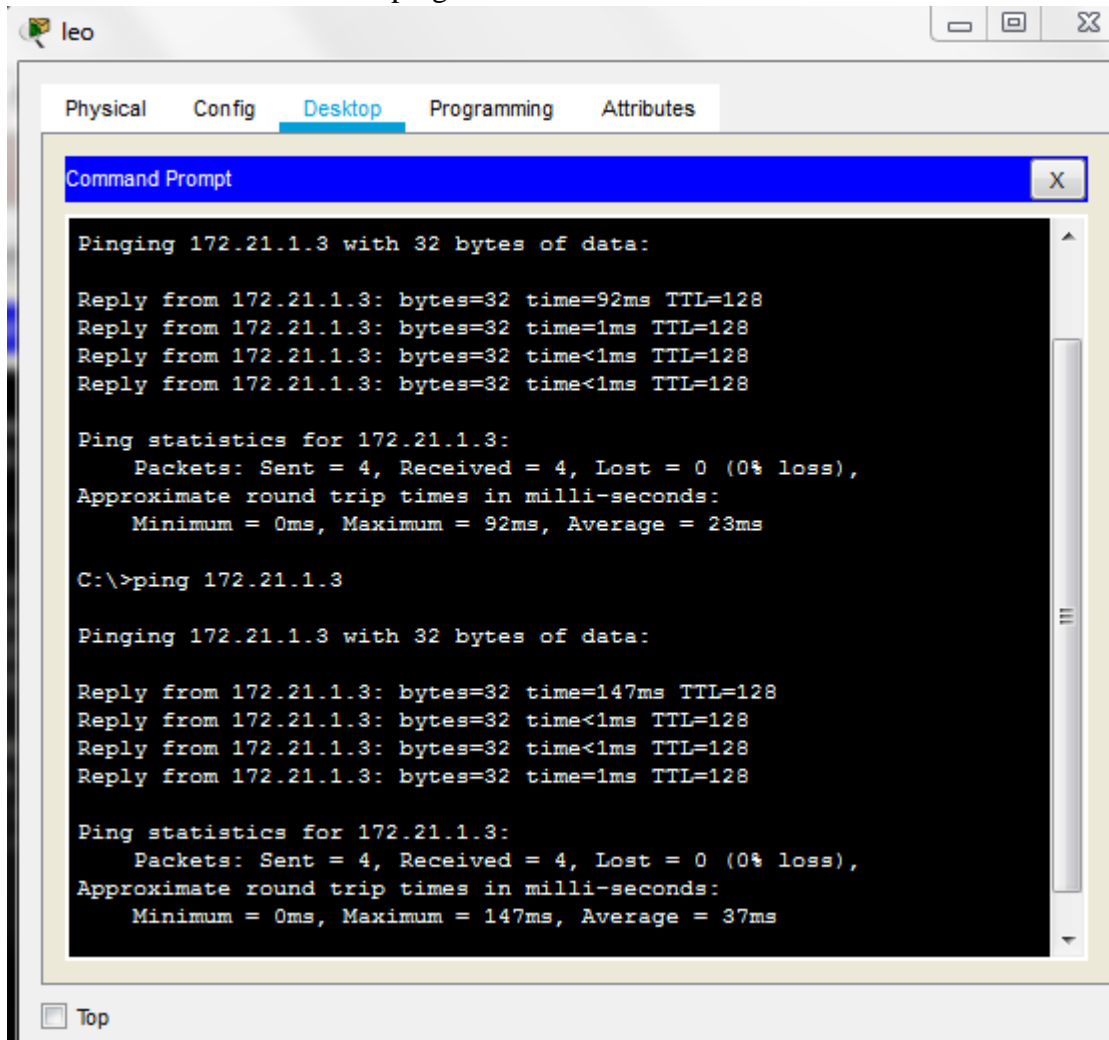 ping
leo
Physical Config Desktop Programming Attributes
Command Prompt
X
Pinging 172.21.1.3 with 32 bytes of data:
Reply from 172.21.1.3: bytes=32 time=92ms TTL=128
Reply from 172.21.1.3: bytes=32 time=1ms TTL=128
Reply from 172.21.1.3: bytes=32 time<1ms TTL=128
Reply from 172.21.1.3: bytes=32 time<1ms TTL=128
Ping statistics for 172.21.1.3:
Packets: Sent = 4, Received = 4, Lost = 0 (0% loss),
Approximate round trip times in milli-seconds:
Minimum = 0ms, Maximum = 92ms, Average = 23ms
C:\>ping 172.21.1.3
Pinging 172.21.1.3 with 32 bytes of data:
Reply from 172.21.1.3: bytes=32 time=147ms TTL=128
Reply from 172.21.1.3: bytes=32 time<1ms TTL=128
Reply from 172.21.1.3: bytes=32 time<1ms TTL=128
Reply from 172.21.1.3: bytes=32 time=1ms TTL=128
Ping statistics for 172.21.1.3:
Packets: Sent = 4, Received = 4, Lost = 0 (0% loss),
Approximate round trip times in milli-seconds:
Minimum = 0ms, Maximum = 147ms, Average = 37ms
Top